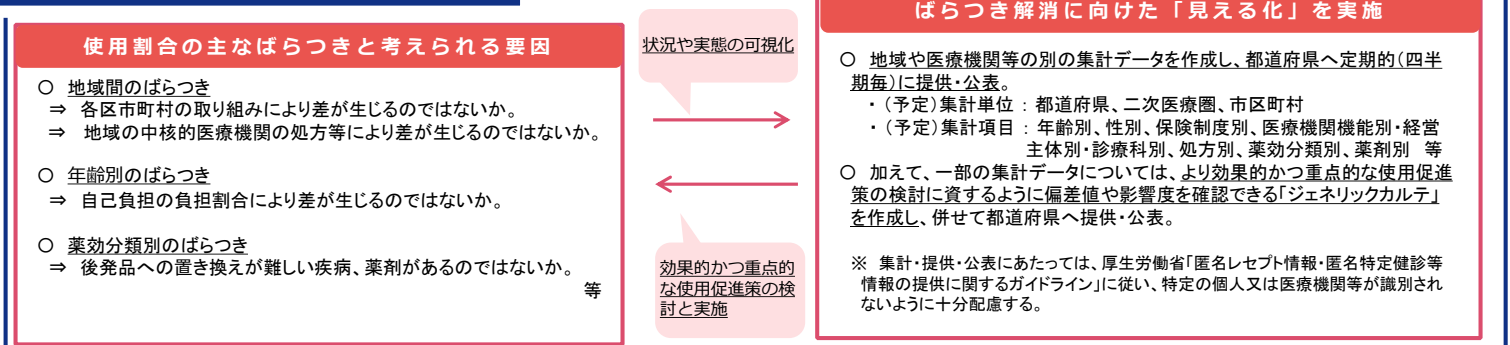 使用割合の主なばらつきと考えられる要因
○ 地域間のばらつき
⇒ 各区市町村の取り組みにより差が生じるのではないか。
⇒ 地域の中核的医療機関の処方等により差が生じるのではないか。
○ 年齢別のばらつき
⇒ 自己負担の負担割合により差が生じるのではないか。
○ 薬効分類別のばらつき
⇒ 後発品への置き換えが難しい疾病、薬剤があるのではないか。
等
状況や実態の可視化
効果的かつ重点的
な使用促進策の検
討と実施
ばらつき解消に向けた「見える化」を実施
○ 地域や医療機関等の別の集計データを作成し、都道府県へ定期的(四半
期毎)に提供・公表。
・(予定)集計単位 : 都道府県、二次医療圏、市区町村
・(予定)集計項目 : 年齢別、性別、保険制度別、医療機関機能別・経営
主体別・診療科別、処方別、薬効分類別、薬剤別 等
○ 加えて、一部の集計データについては、より効果的かつ重点的な使用促進
策の検討に資するように偏差値や影響度を確認できる「ジェネリックカルテ」
を作成し、併せて都道府県へ提供・公表。
※ 集計・提供・公表にあたっては、厚生労働省「匿名レセプト情報・匿名特定健診等
情報の提供に関するガイドライン」に従い、特定の個人又は医療機関等が識別され
ないように十分配慮する。